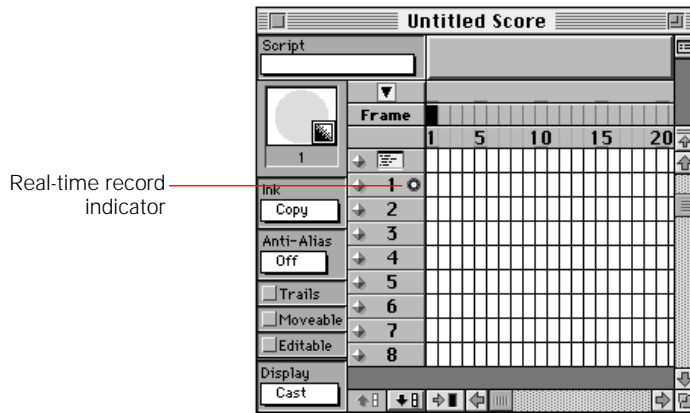 Untitled Score
Script
Frame
1 5 10 15 20
1
Real-time record
indicator
Ink
Copy
Anti-Alias
Off
Trails
Moveable
Editable
Display
Cast
1
2
3
4
5
6
7
8